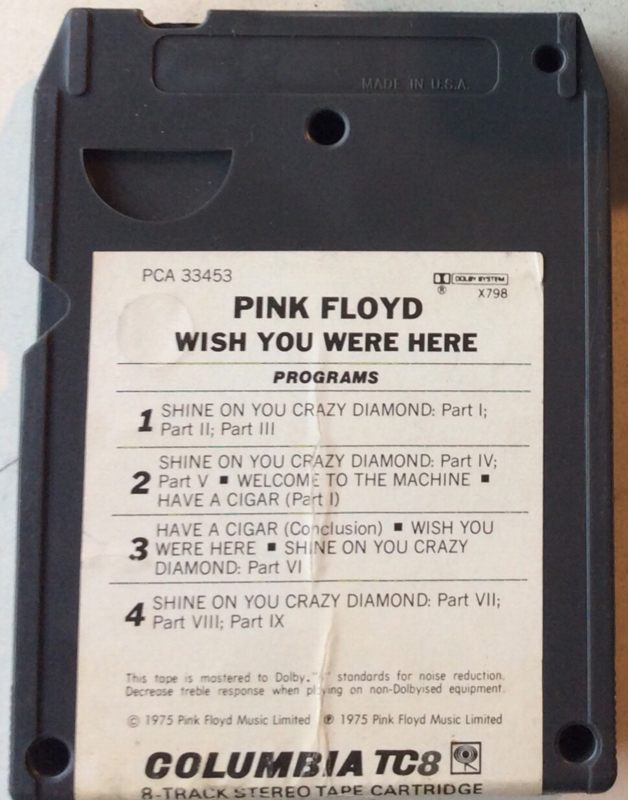 MADE IN U.S.A.
PCA 33453
DOLBY SYSTEM
® X798
PINK FLOYD
WISH YOU WERE HERE
PROGRAMS
1 SHINE ON YOU CRAZY DIAMOND: Part I;
Part II; Part III
2 SHINE ON YOU CRAZY DIAMOND: Part IV;
Part V ■ WELCOME TO THE MACHINE ■
HAVE A CIGAR (Part I)
3 HAVE A CIGAR (Conclusion) ■ WISH YOU
WERE HERE ■ SHINE ON YOU CRAZY
DIAMOND: Part VI
4 SHINE ON YOU CRAZY DIAMOND: Part VII;
Part VIII; Part IX
This tape is mastered to Dolby. standards for noise reduction.
Decrease treble response when playing on non-Dolbyised equipment.
© 1975 Pink Floyd Music Limited ℗ 1975 Pink Floyd Music Limited
COLUMBIA TC8
8-TRACK STEREO TAPE CARTRIDGE